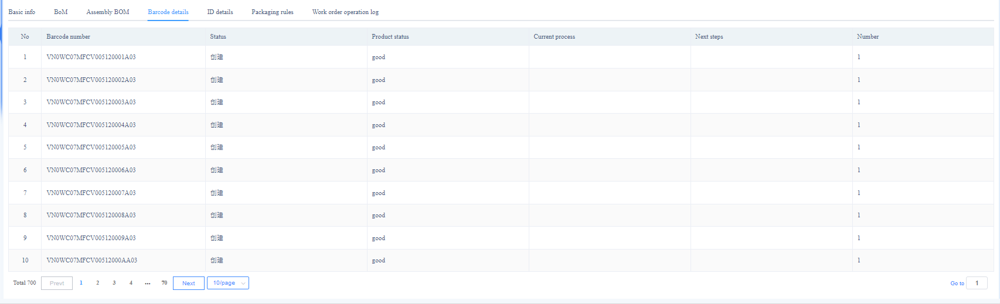 Basic info BoM Assembly BOM Barcode details ID details Packaging rules Work order operation log
No Barcode number Status Product status Current process Next steps Number
1 VN0WC07MFCV005120001A03 创建 good 1
2 VN0WC07MFCV005120002A03 创建 good 1
3 VN0WC07MFCV005120003A03 创建 good 1
4 VN0WC07MFCV005120004A03 创建 good 1
5 VN0WC07MFCV005120005A03 创建 good 1
6 VN0WC07MFCV005120006A03 创建 good 1
7 VN0WC07MFCV005120007A03 创建 good 1
8 VN0WC07MFCV005120008A03 创建 good 1
9 VN0WC07MFCV005120009A03 创建 good 1
10 VN0WC07MFCV00512000AA03 创建 good 1
Total 700 Prevt 1 2 3 4 ... 70 Next 10/page Go to 1